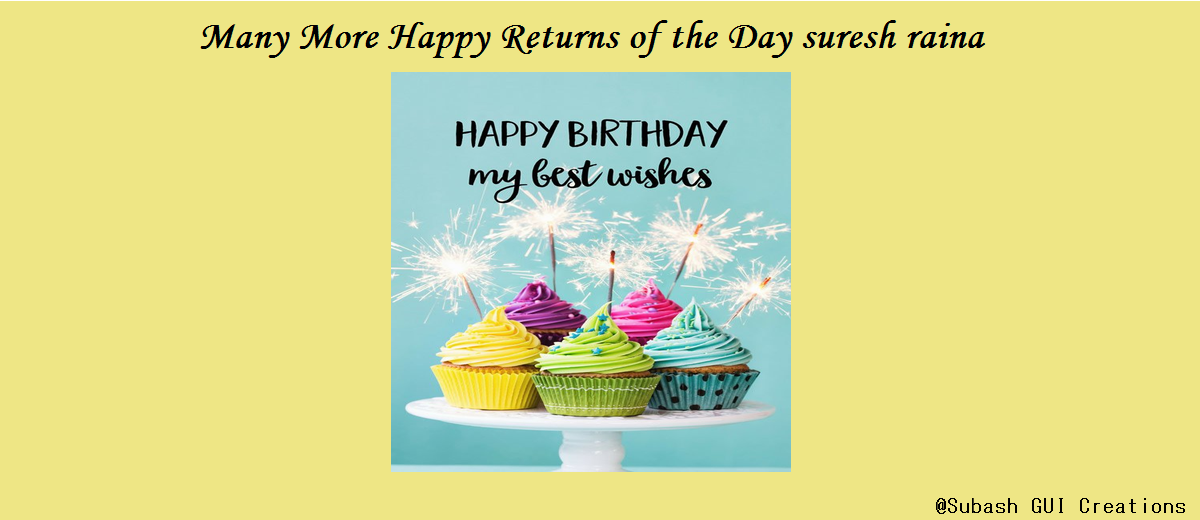 Many More Happy Returns of the Day suresh raina
HAPPY BIRTHDAY
my best wishes
@Subash GUI Creations